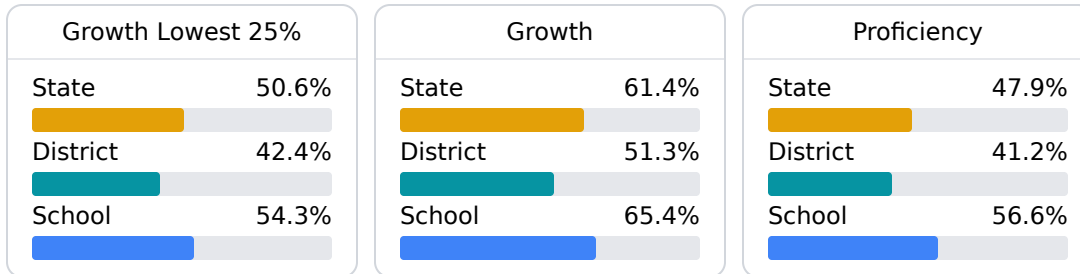 Growth Lowest 25%
State 50.6%
District 42.4%
School 54.3%
Growth
State 61.4%
District 51.3%
School 65.4%
Proficiency
State 47.9%
District 41.2%
School 56.6%